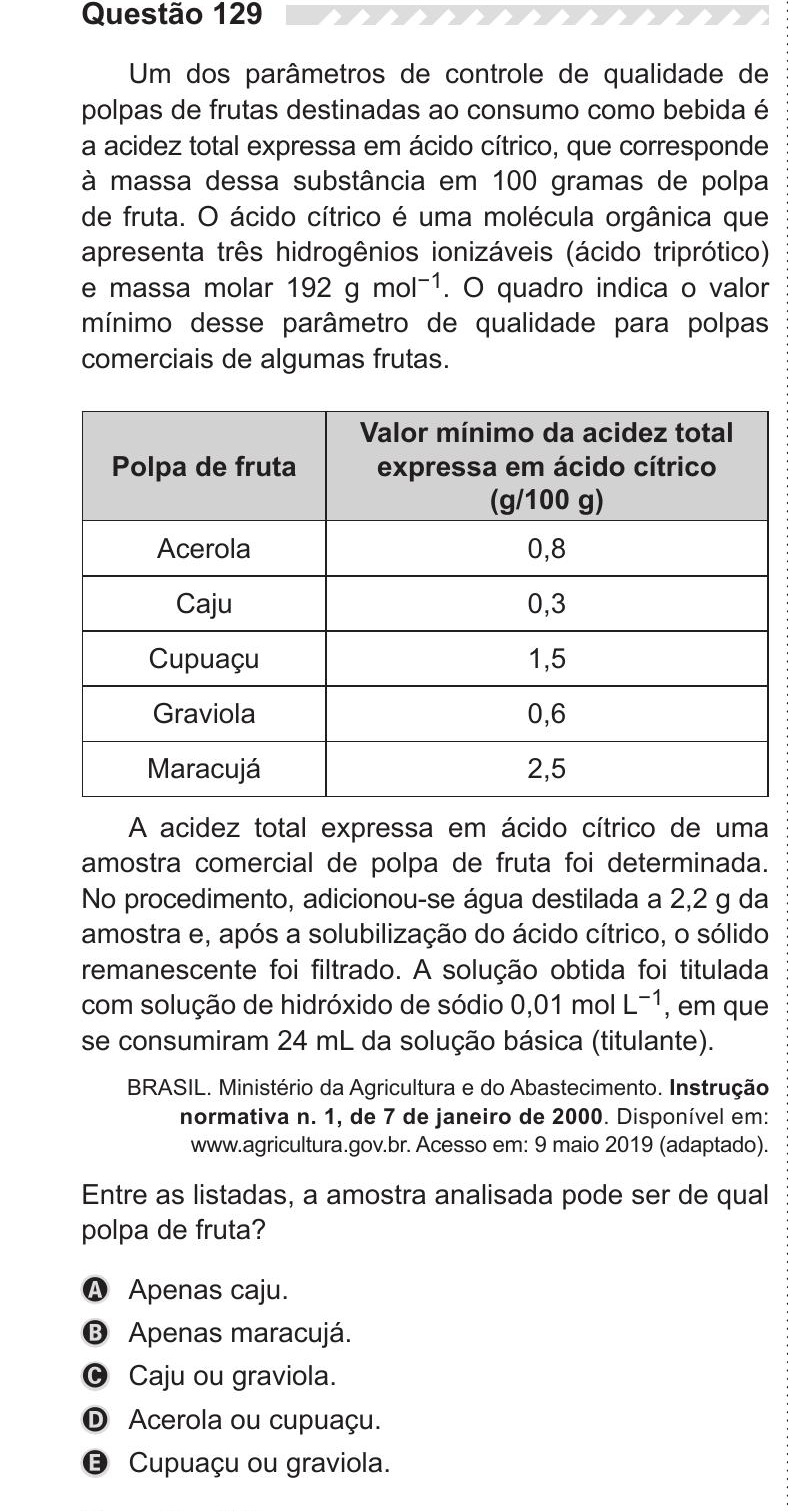 Questão 129
Um dos parâmetros de controle de qualidade de
polpas de frutas destinadas ao consumo como bebida é
a acidez total expressa em ácido cítrico, que corresponde
à massa dessa substância em 100 gramas de polpa
de fruta. O ácido cítrico é uma molécula orgânica que
apresenta três hidrogênios ionizáveis (ácido triprótico)
e massa molar 192 g mol⁻¹. O quadro indica o valor
mínimo desse parâmetro de qualidade para polpas
comerciais de algumas frutas.
Polpa de fruta
Valor mínimo da acidez total
expressa em ácido cítrico
(g/100 g)
Acerola 0,8
Caju 0,3
Cupuaçu 1,5
Graviola 0,6
Maracujá 2,5
A acidez total expressa em ácido cítrico de uma
amostra comercial de polpa de fruta foi determinada.
No procedimento, adicionou-se água destilada a 2,2 g da
amostra e, após a solubilização do ácido cítrico, o sólido
remanescente foi filtrado. A solução obtida foi titulada
com solução de hidróxido de sódio 0,01 mol L⁻¹, em que
se consumiram 24 mL da solução básica (titulante).
BRASIL. Ministério da Agricultura e do Abastecimento. Instrução
normativa n. 1, de 7 de janeiro de 2000. Disponível em:
www.agricultura.gov.br. Acesso em: 9 maio 2019 (adaptado).
Entre as listadas, a amostra analisada pode ser de qual
polpa de fruta?
A Apenas caju.
B Apenas maracujá.
C Caju ou graviola.
D Acerola ou cupuaçu.
E Cupuaçu ou graviola.